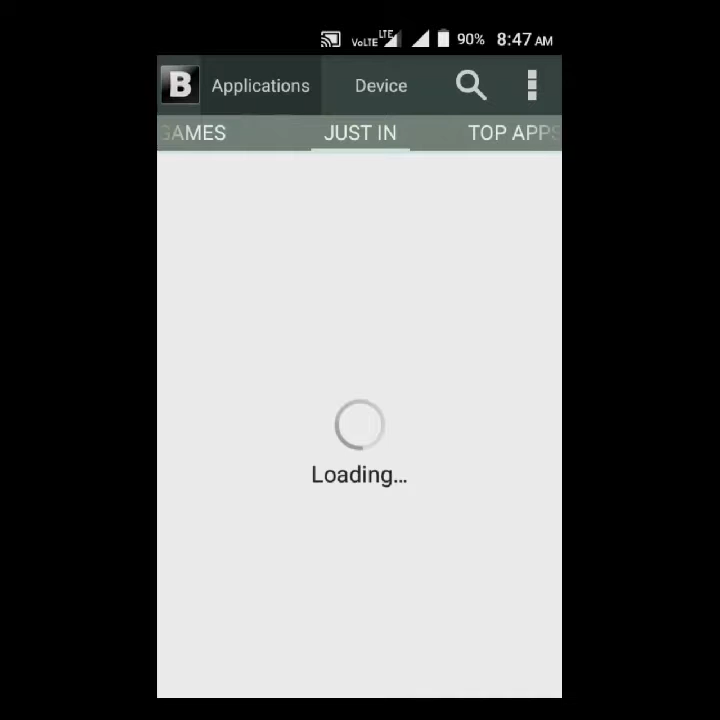 VoLTE LTE 90% 8:47 AM
B Applications Device
GAMES JUST IN TOP APPS
Loading...